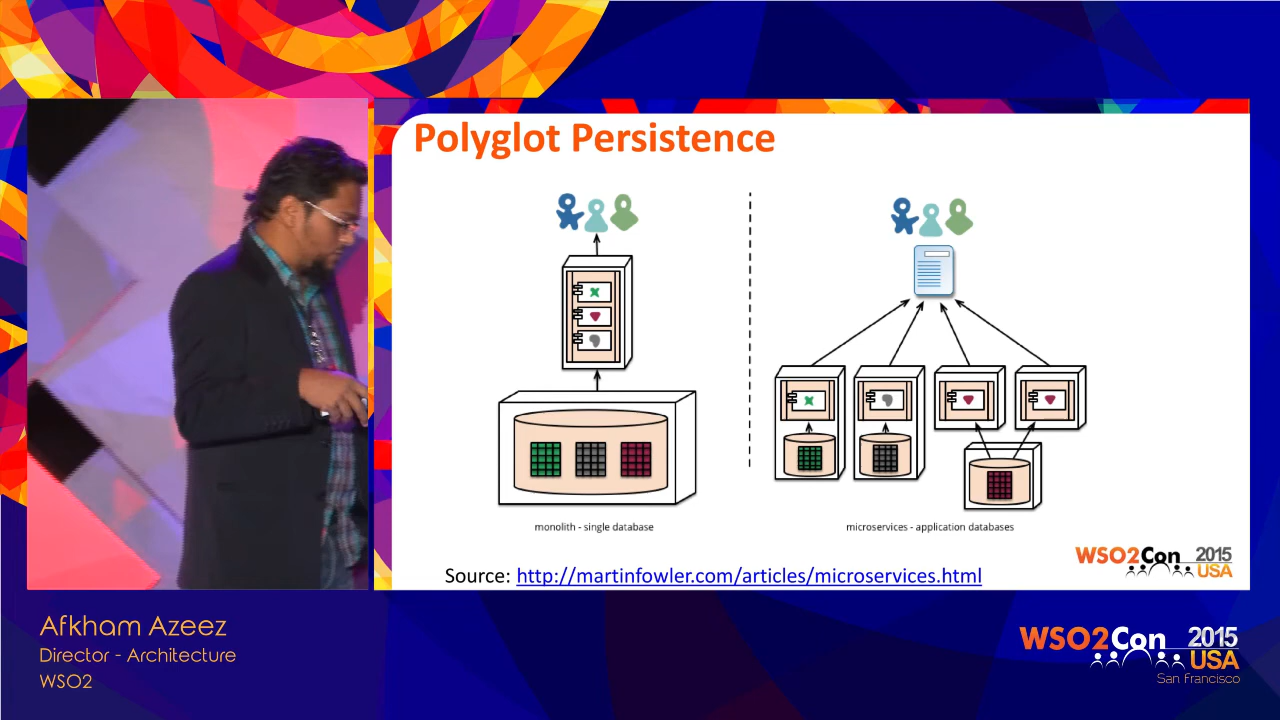 Polyglot Persistence
monolith - single database
microservices - application databases
Source: http://martinfowler.com/articles/microservices.html
WSO2Con 2015
USA
Afkham Azeez
Director - Architecture
WSO2
WSO2Con 2015
USA
San Francisco